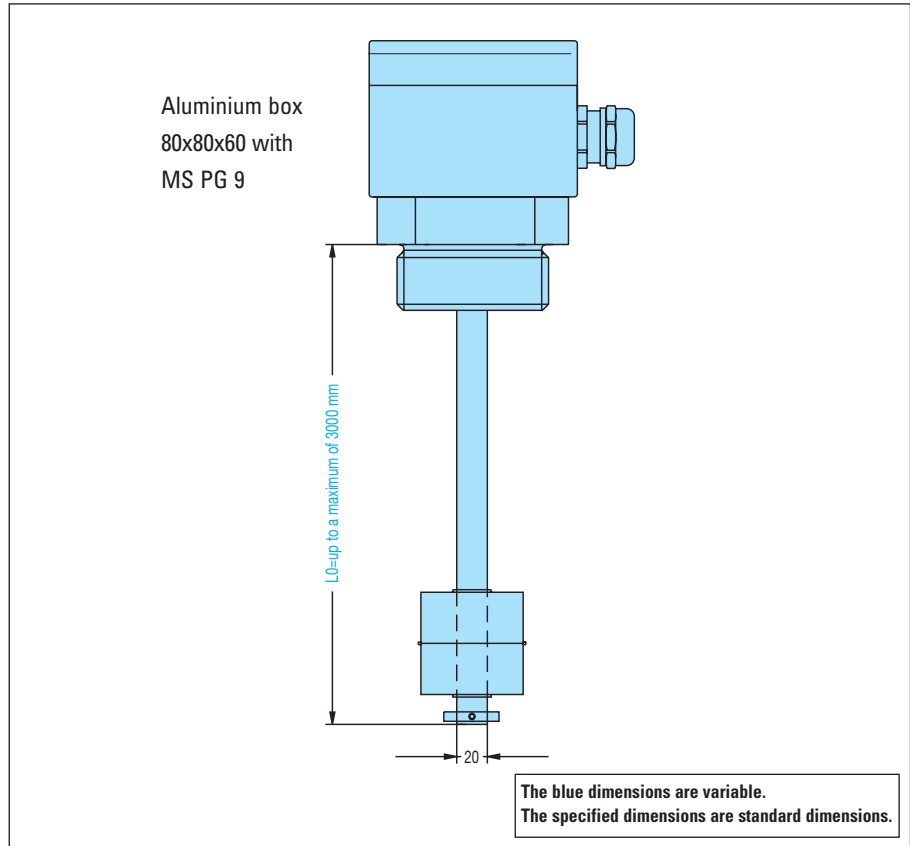 Aluminium box
80x80x60 with
MS PG 9
L0=up to a maximum of 3000 mm
20
The blue dimensions are variable.
The specified dimensions are standard dimensions.